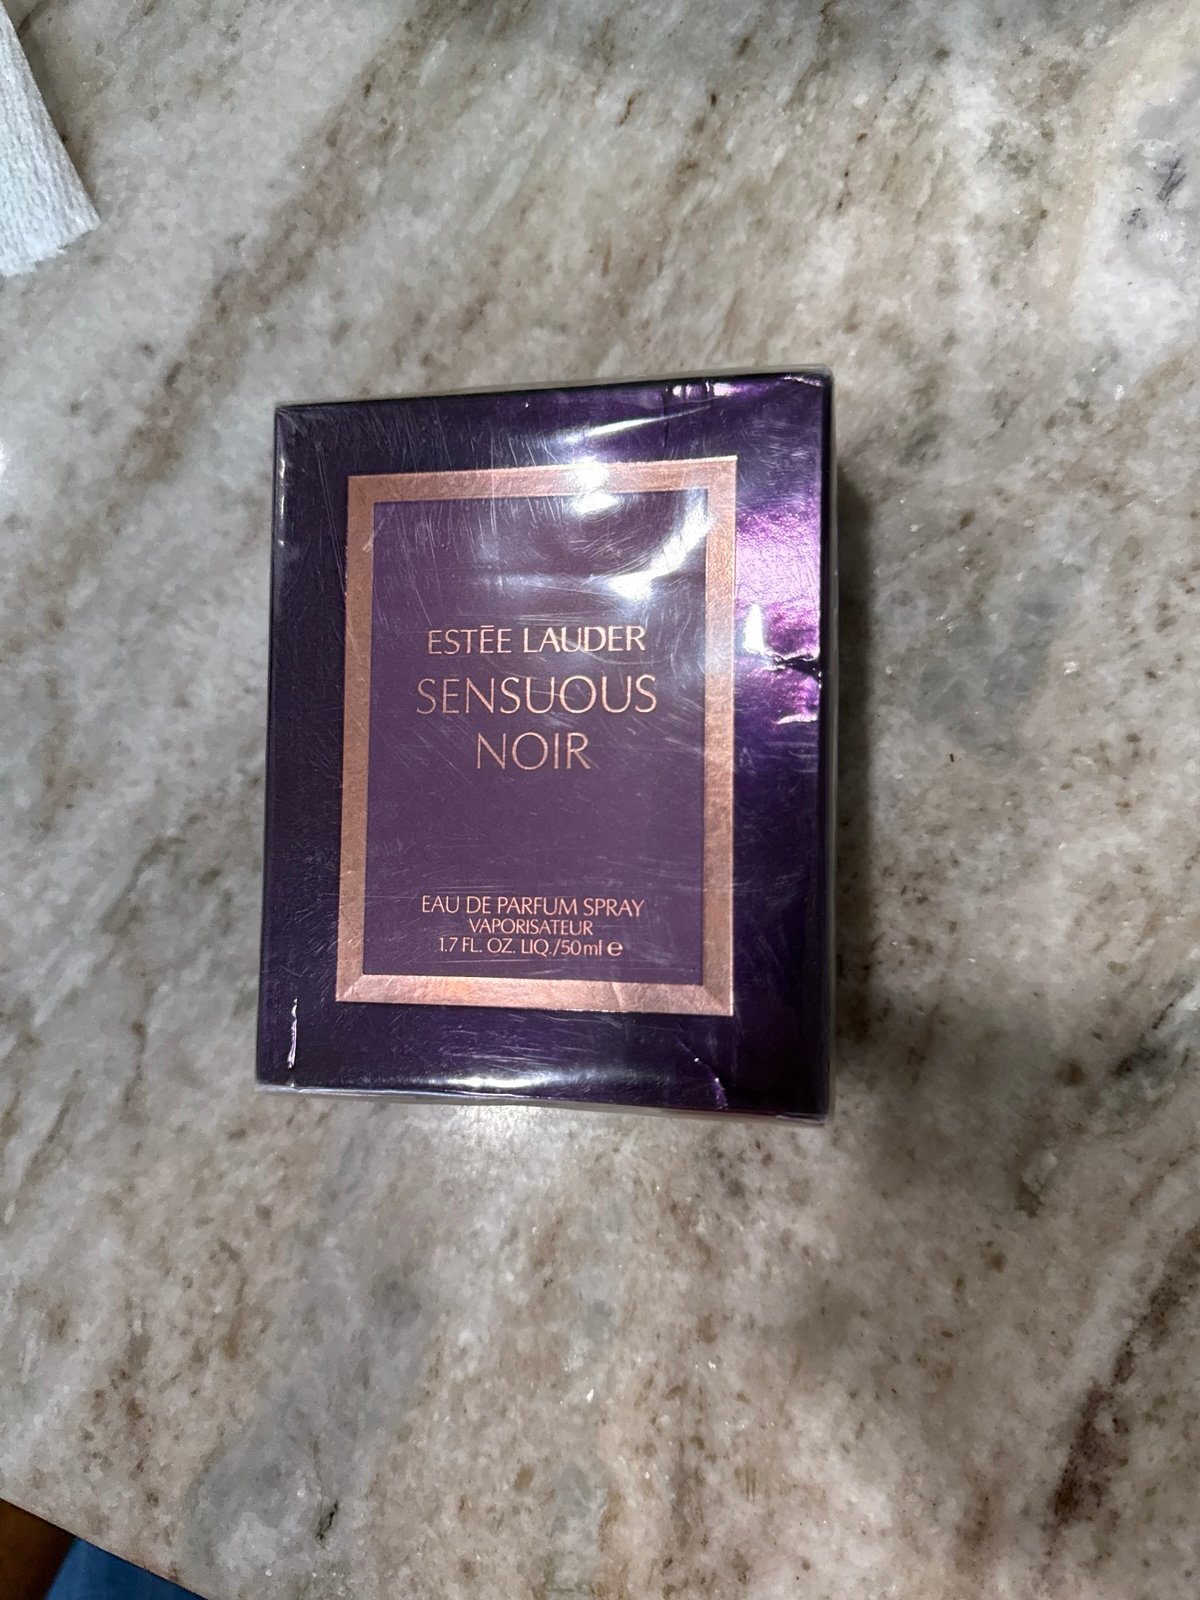 ESTĒE LAUDER
SENSUOUS
NOIR
EAU DE PARFUM SPRAY
VAPORISATEUR
1.7 FL. OZ. LIQ./50 ml ℮